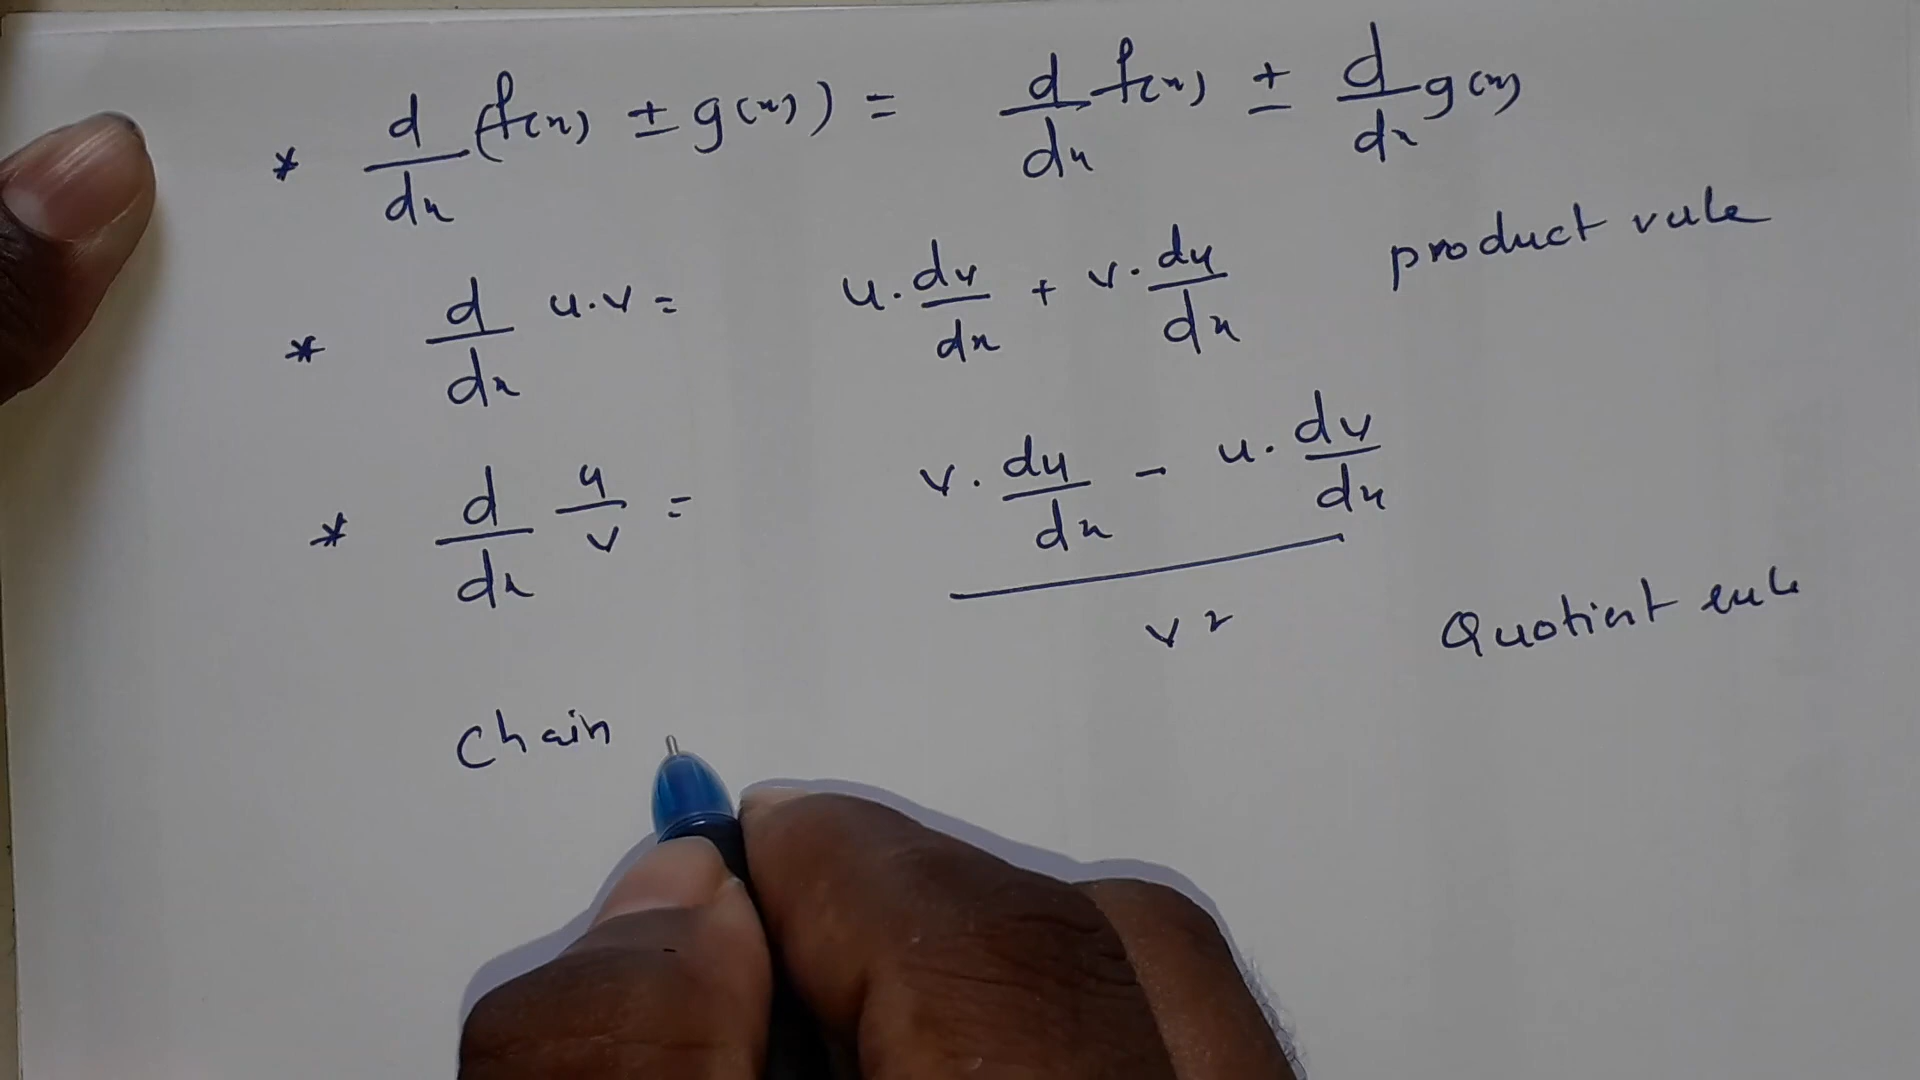 * d/dx (f(x) ± g(x)) = d/dx f(x) ± d/dx g(x)
* d/dx u.v = u. dv/dx + v. du/dx product rule
* d/dx u/v = (v. du/dx - u. dv/dx) / v² Quotient rule
Chain